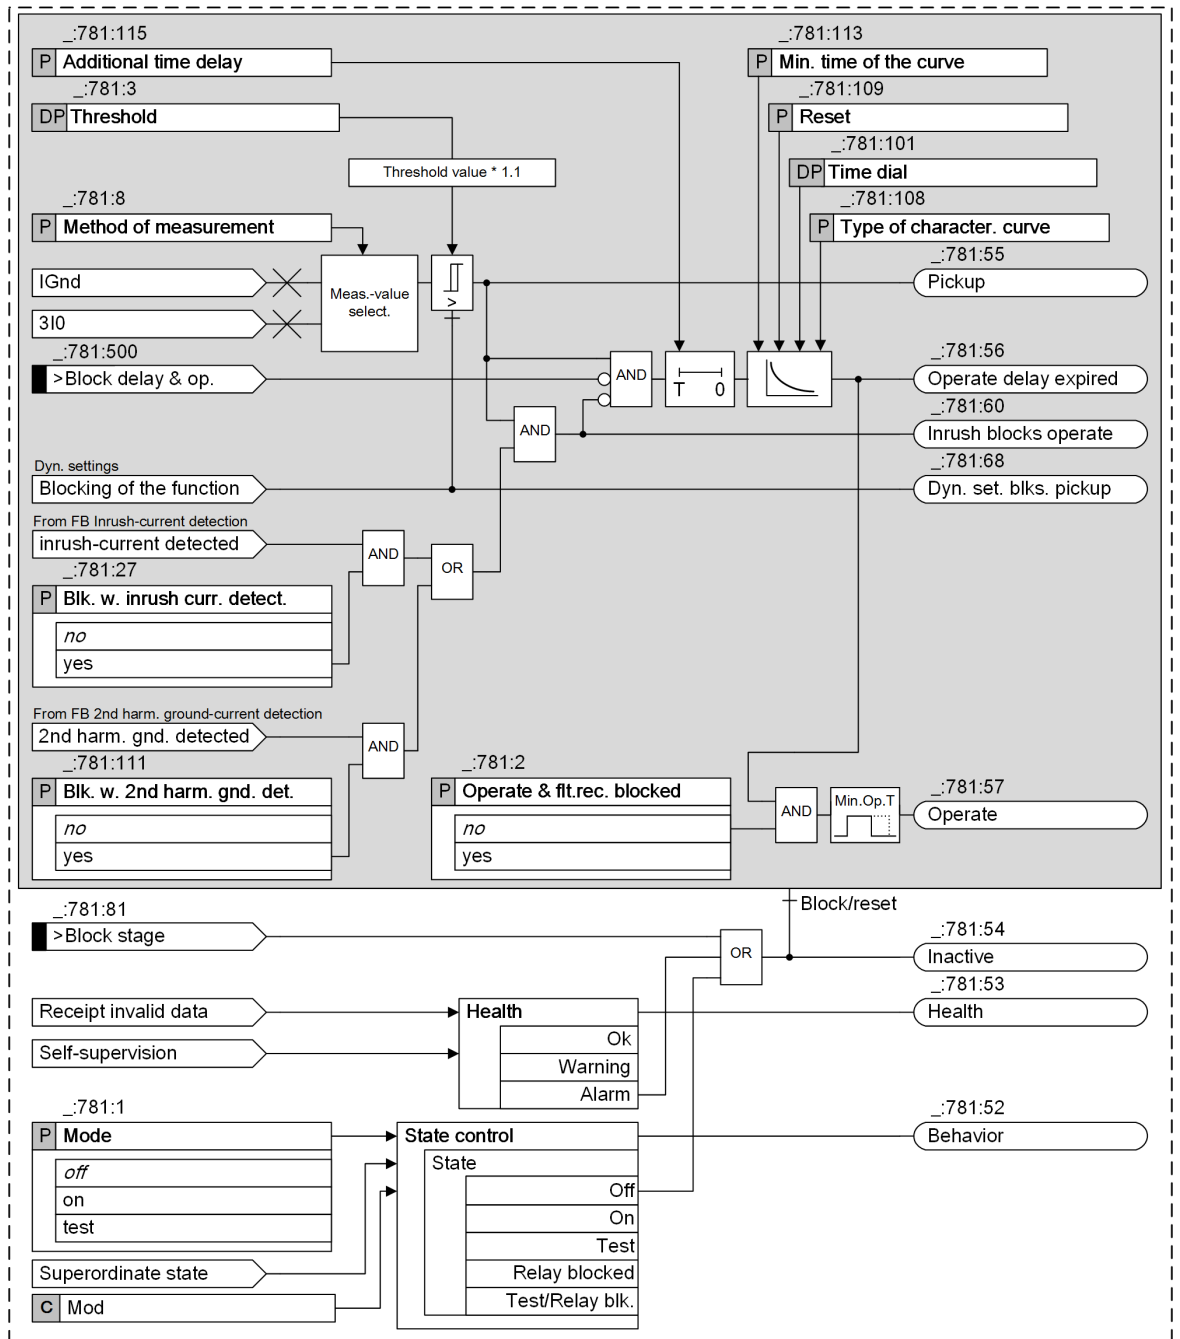 _:781:115
P Additional time delay
_:781:3
DP Threshold
Threshold value * 1.1
_:781:8
P Method of measurement
_:781:113
P Min. time of the curve
_:781:109
P Reset
_:781:101
DP Time dial
_:781:108
P Type of character. curve
IGnd
3I0
Meas.-value
select.
>
_:781:55
Pickup
_:781:500
>Block delay & op.
AND
T 0
_:781:56
Operate delay expired
AND
_:781:60
Inrush blocks operate
Dyn. settings
Blocking of the function
_:781:68
Dyn. set. blks. pickup
From FB Inrush-current detection
inrush-current detected
AND
OR
_:781:27
P Blk. w. inrush curr. detect.
no
yes
From FB 2nd harm. ground-current detection
2nd harm. gnd. detected
AND
_:781:111
P Blk. w. 2nd harm. gnd. det.
no
yes
_:781:2
P Operate & flt.rec. blocked
no
yes
AND
Min.Op.T
_:781:57
Operate
Block/reset
_:781:81
>Block stage
OR
_:781:54
Inactive
Receipt invalid data
Self-supervision
Health
Ok
Warning
Alarm
_:781:53
Health
_:781:1
P Mode
off
on
test
Superordinate state
C Mod
State control
State
Off
On
Test
Relay blocked
Test/Relay blk.
_:781:52
Behavior